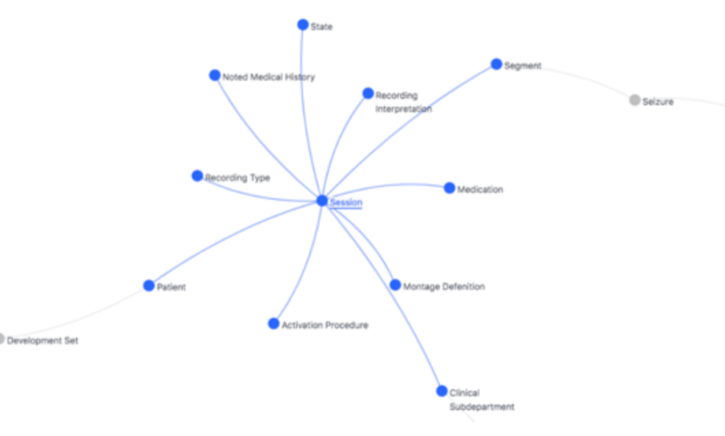 State
Segment
Noted Medical History
Recording
Interpretation
Seizure
Recording Type
Medication
Session
Patient
Montage Defenition
Activation Procedure
Development Set
Clinical
Subdepartment